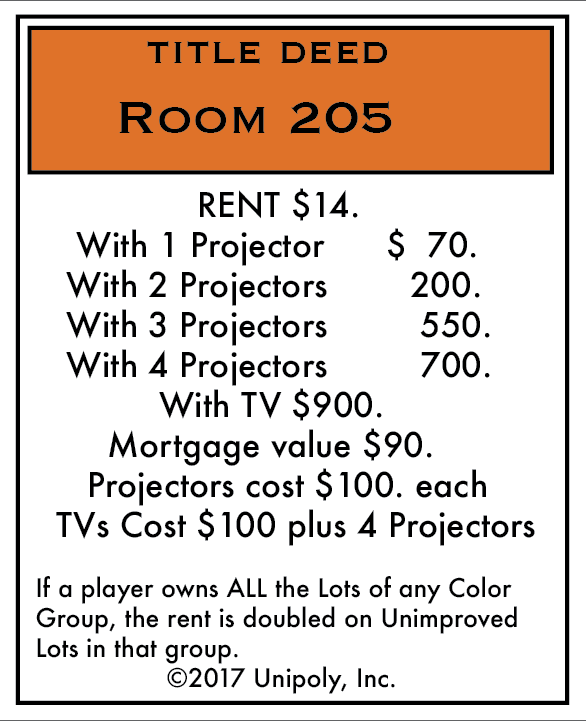 TITLE DEED
ROOM 205
RENT $14.
With 1 Projector $ 70.
With 2 Projectors 200.
With 3 Projectors 550.
With 4 Projectors 700.
With TV $900.
Mortgage value $90.
Projectors cost $100. each
TVs Cost $100 plus 4 Projectors
If a player owns ALL the Lots of any Color
Group, the rent is doubled on Unimproved
Lots in that group.
©2017 Unipoly, Inc.